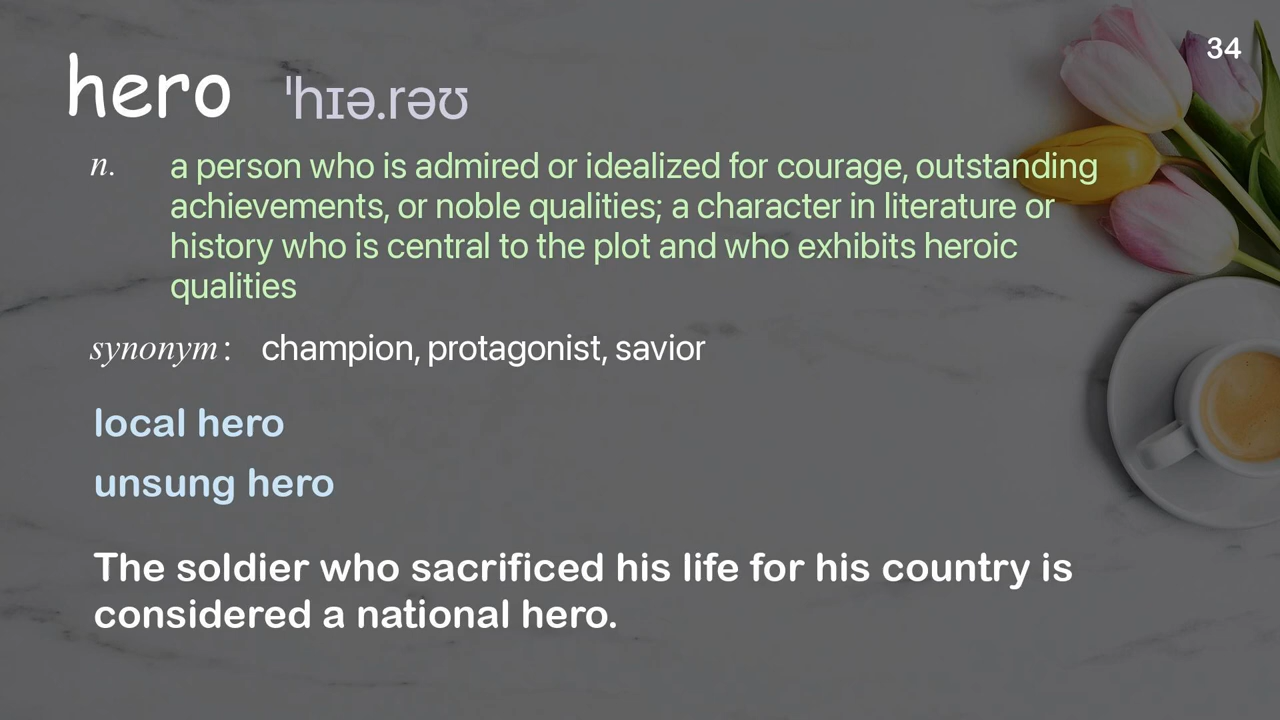 34
hero ˈhɪə.rəʊ
n. a person who is admired or idealized for courage, outstanding
achievements, or noble qualities; a character in literature or
history who is central to the plot and who exhibits heroic
qualities
synonym : champion, protagonist, savior
local hero
unsung hero
The soldier who sacrificed his life for his country is
considered a national hero.